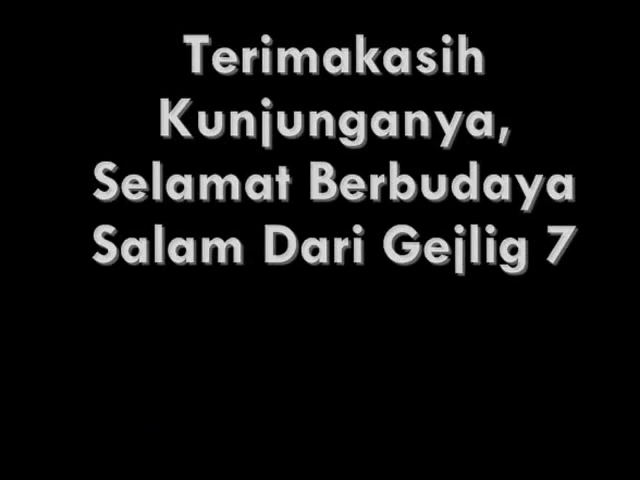 Terimakasih
Kunjunganya,
Selamat Berbudaya
Salam Dari Gejlig 7